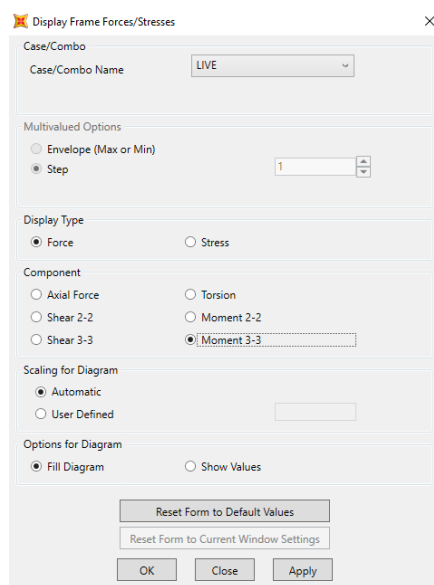 Display Frame Forces/Stresses
Case/Combo
Case/Combo Name LIVE
Multivalued Options
Envelope (Max or Min)
Step 1
Display Type
Force Stress
Component
Axial Force Torsion
Shear 2-2 Moment 2-2
Shear 3-3 Moment 3-3
Scaling for Diagram
Automatic
User Defined
Options for Diagram
Fill Diagram Show Values
Reset Form to Default Values
Reset Form to Current Window Settings
OK Close Apply